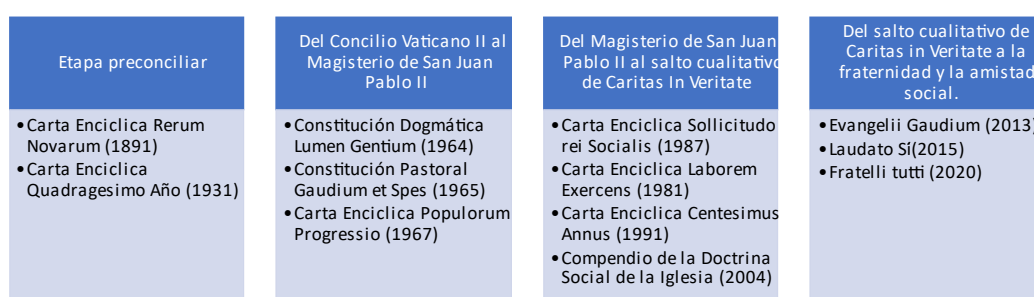 Etapa preconciliar
•Carta Enciclica Rerum
Novarum (1891)
•Carta Enciclica
Quadragesimo Año (1931)
Del Concilio Vaticano II al
Magisterio de San Juan
Pablo II
•Constitución Dogmática
Lumen Gentium (1964)
•Constitución Pastoral
Gaudium et Spes (1965)
•Carta Enciclica Populorum
Progressio (1967)
Del Magisterio de San Juan
Pablo II al salto cualitativo
de Caritas In Veritate
•Carta Enciclica Sollicitudo
rei Socialis (1987)
•Carta Enciclica Laborem
Exercens (1981)
•Carta Enciclica Centesimus
Annus (1991)
•Compendio de la Doctrina
Social de la Iglesia (2004)
Del salto cualitativo de
Caritas in Veritate a la
fraternidad y la amistad
social.
•Evangelii Gaudium (2013)
•Laudato Sí(2015)
•Fratelli tutti (2020)